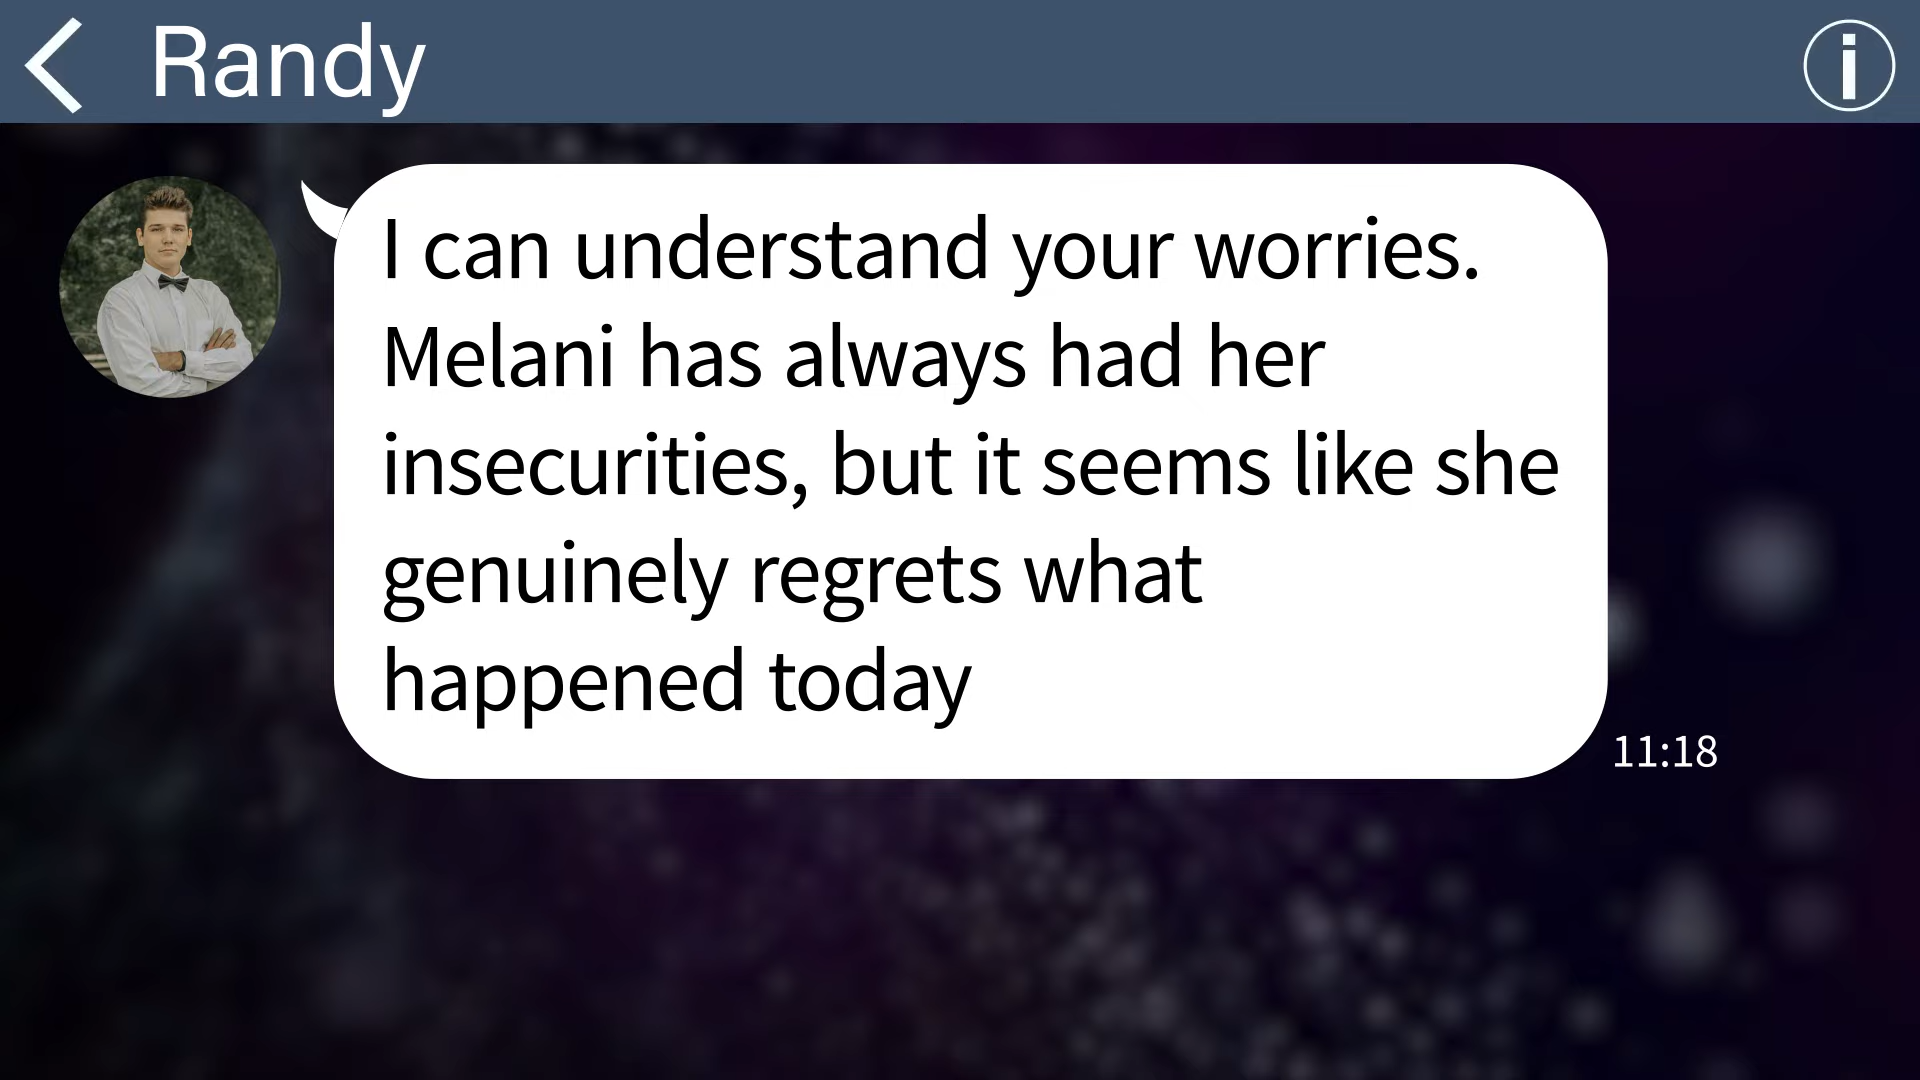 Randy
I can understand your worries.
Melani has always had her
insecurities, but it seems like she
genuinely regrets what
happened today
11:18